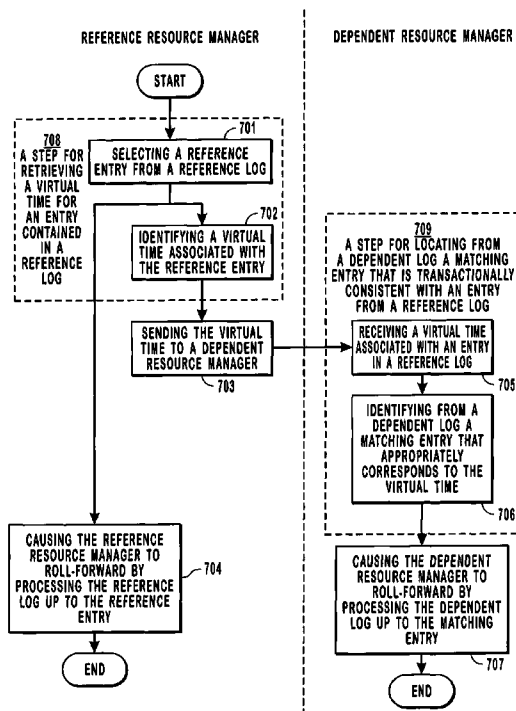 REFERENCE RESOURCE MANAGER
DEPENDENT RESOURCE MANAGER
START
708
A STEP FOR
RETRIEVING
A VIRTUAL
TIME FOR
AN ENTRY
CONTAINED
IN A
REFERENCE
LOG
701
SELECTING A REFERENCE
ENTRY FROM A REFERENCE LOG
702
IDENTIFYING A VIRTUAL
TIME ASSOCIATED WITH
THE REFERENCE ENTRY
SENDING THE VIRTUAL
TIME TO A DEPENDENT
RESOURCE MANAGER
703
709
A STEP FOR LOCATING FROM
A DEPENDENT LOG A MATCHING
ENTRY THAT IS TRANSACTIONALLY
CONSISTENT WITH AN ENTRY
FROM A REFERENCE LOG
RECEIVING A VIRTUAL TIME
ASSOCIATED WITH AN ENTRY
IN A REFERENCE LOG
705
IDENTIFYING FROM A
DEPENDENT LOG A
MATCHING ENTRY THAT
APPROPRIATELY
CORRESPONDS TO THE
VIRTUAL TIME
706
CAUSING THE REFERENCE
RESOURCE MANAGER TO
ROLL-FORWARD BY
PROCESSING THE REFERENCE
LOG UP TO THE REFERENCE
ENTRY
704
END
CAUSING THE DEPENDENT
RESOURCE MANAGER TO
ROLL-FORWARD BY
PROCESSING THE DEPENDENT
LOG UP TO THE MATCHING
ENTRY
707
END